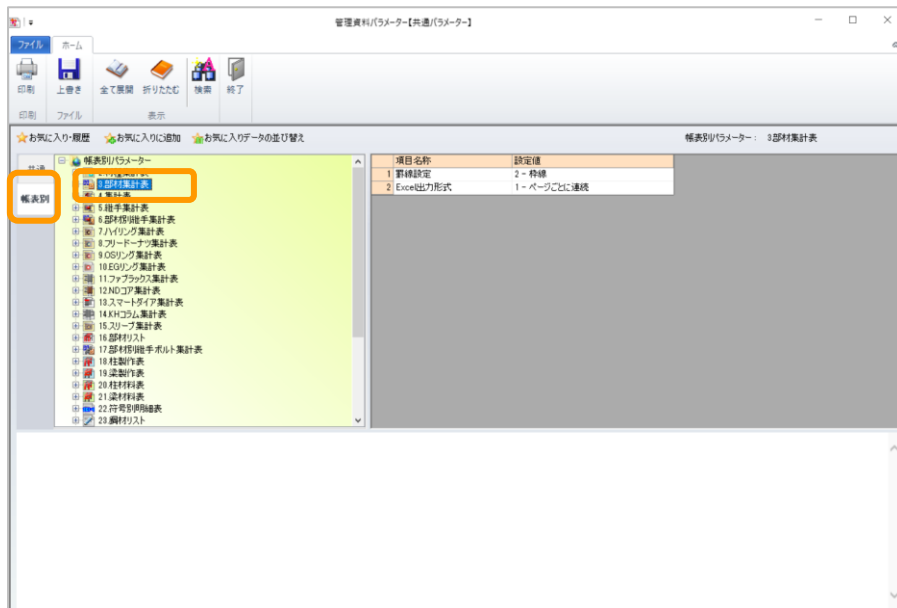 管理資料パラメーター【共通パラメーター】
ファイル ホーム
印刷 上書き 全て展開 折りたたむ 検索 終了
印刷 ファイル 表示
お気に入り・履歴 お気に入りに追加 お気に入りデータの並び替え 帳表別パラメーター： 3.部材集計表
帳表別
帳表別パラメーター
3.部材集計表
4.集計表
5.継手集計表
6.部材別継手集計表
7.ハイリング集計表
8.フリードーナツ集計表
9.OSリング集計表
10.EGリング集計表
11.ファブラックス集計表
12.NDコア集計表
13.スマートダイア集計表
14.KHコラム集計表
15.スリーブ集計表
16.部材リスト
17.部材別継手ボルト集計表
18.柱製作表
19.梁製作表
20.柱材料表
21.梁材料表
22.符号別明細表
23.鋼材リスト
項目名称 設定値
1 罫線設定 2 - 枠線
2 Excel出力形式 1 - ページごとに連続